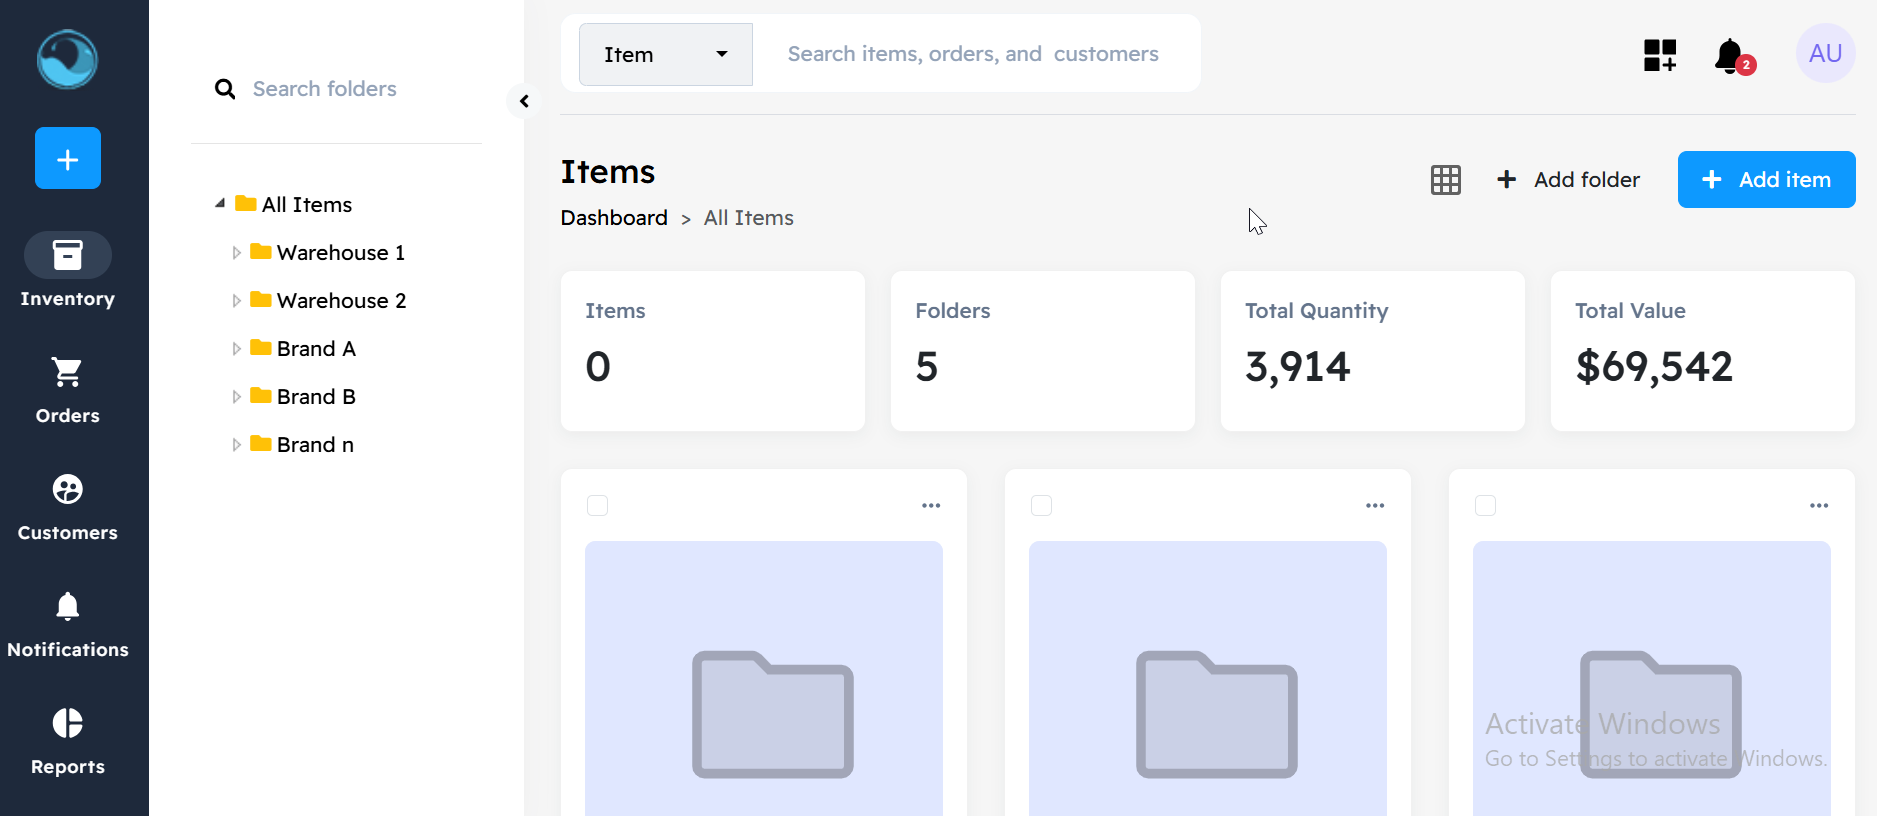 Inventory
Orders
Customers
Notifications
Reports
Search folders
All Items
Warehouse 1
Warehouse 2
Brand A
Brand B
Brand n
Item
Search items, orders, and customers
2
AU
Items
Dashboard > All Items
Add folder
Add item
Items
0
Folders
5
Total Quantity
3,914
Total Value
$69,542
Activate Windows
Go to Settings to activate Windows.